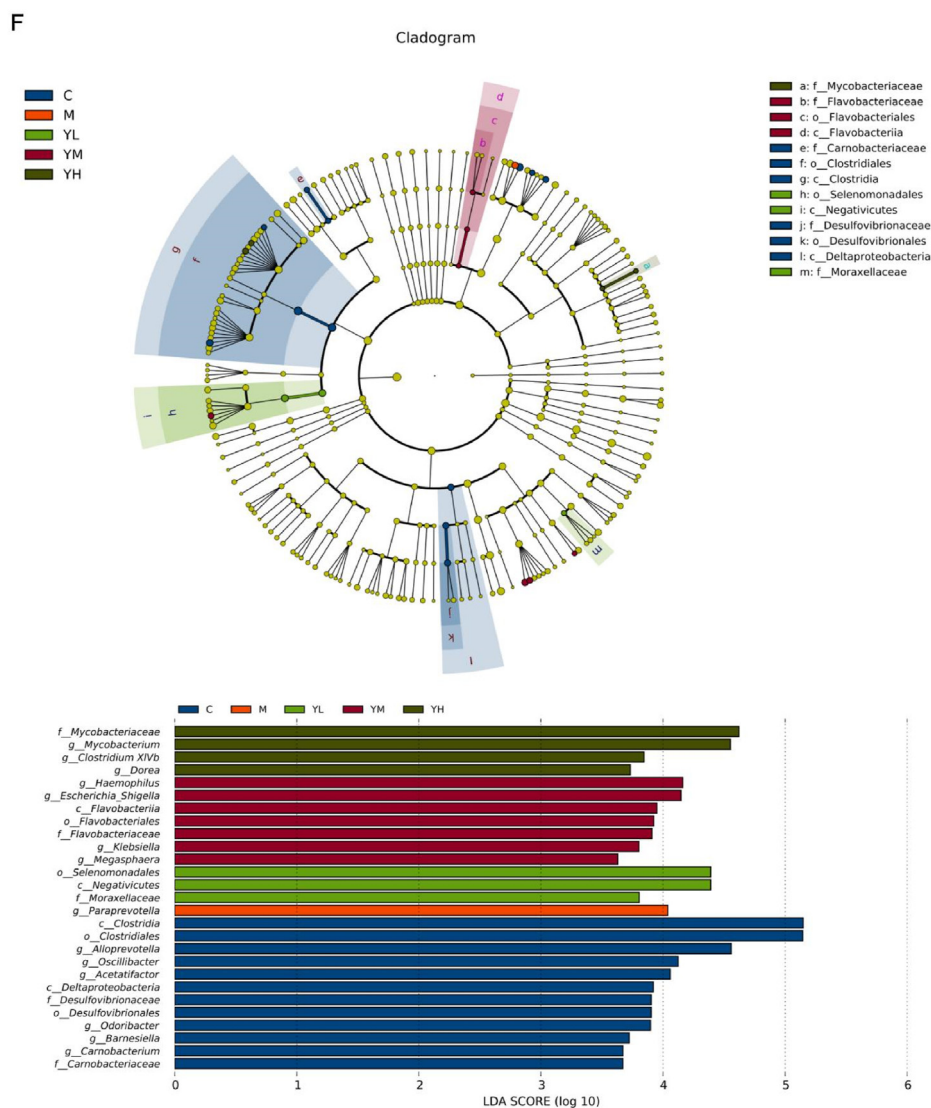 F
Cladogram
C
M
YL
YM
YH
a: f__Mycobacteriaceae
b: f__Flavobacteriaceae
c: o__Flavobacteriales
d: c__Flavobacteriia
e: f__Carnobacteriaceae
f: o__Clostridiales
g: c__Clostridia
h: o__Selenomonadales
i: c__Negativicutes
j: f__Desulfovibrionaceae
k: o__Desulfovibrionales
l: c__Deltaproteobacteria
m: f__Moraxellaceae
d
c
b
e
g
f
a
i
h
m
j
k
l
C M YL YM YH
f__Mycobacteriaceae
g__Mycobacterium
g__Clostridium XIVb
g__Dorea
g__Haemophilus
g__Escherichia_Shigella
c__Flavobacteriia
o__Flavobacteriales
f__Flavobacteriaceae
g__Klebsiella
g__Megasphaera
o__Selenomonadales
c__Negativicutes
f__Moraxellaceae
g__Paraprevotella
c__Clostridia
o__Clostridiales
g__Alloprevotella
g__Oscillibacter
g__Acetatifactor
c__Deltaproteobacteria
f__Desulfovibrionaceae
o__Desulfovibrionales
g__Odoribacter
g__Barnesiella
g__Carnobacterium
f__Carnobacteriaceae
0 1 2 3 4 5 6
LDA SCORE (log 10)